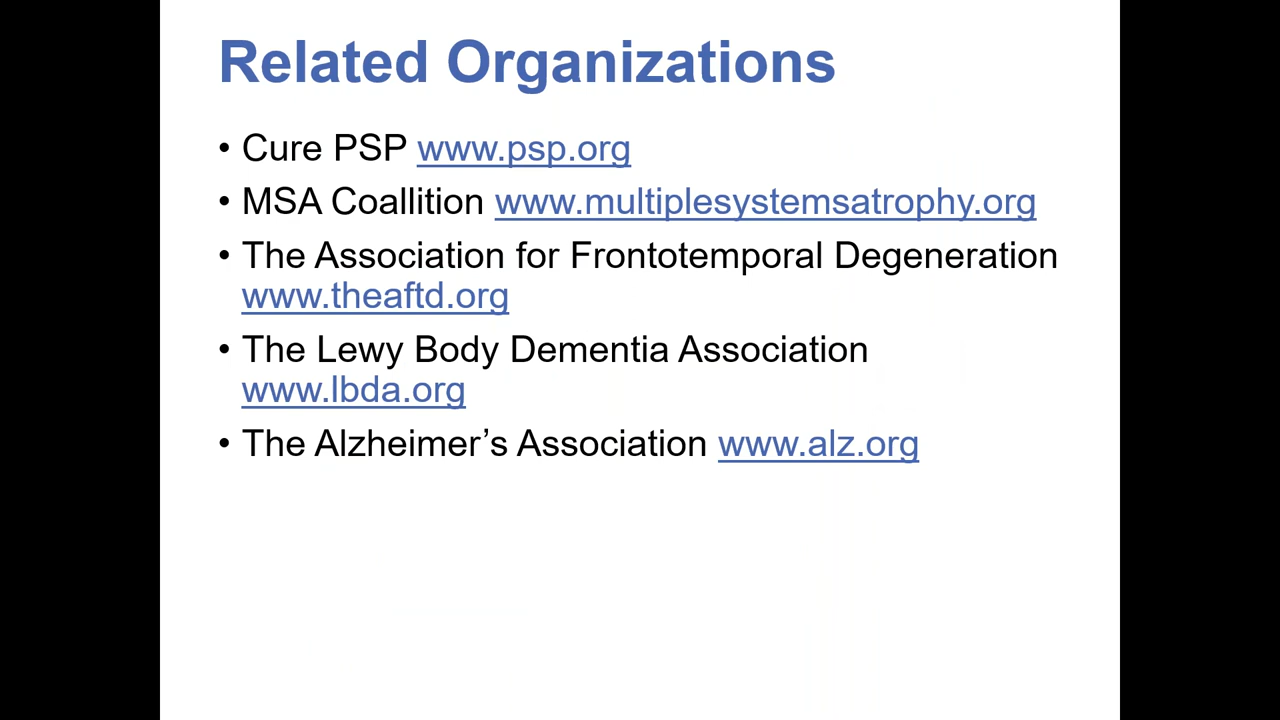 Related Organizations
• Cure PSP www.psp.org
• MSA Coallition www.multiplesystemsatrophy.org
• The Association for Frontotemporal Degeneration
www.theaftd.org
• The Lewy Body Dementia Association
www.lbda.org
• The Alzheimer’s Association www.alz.org